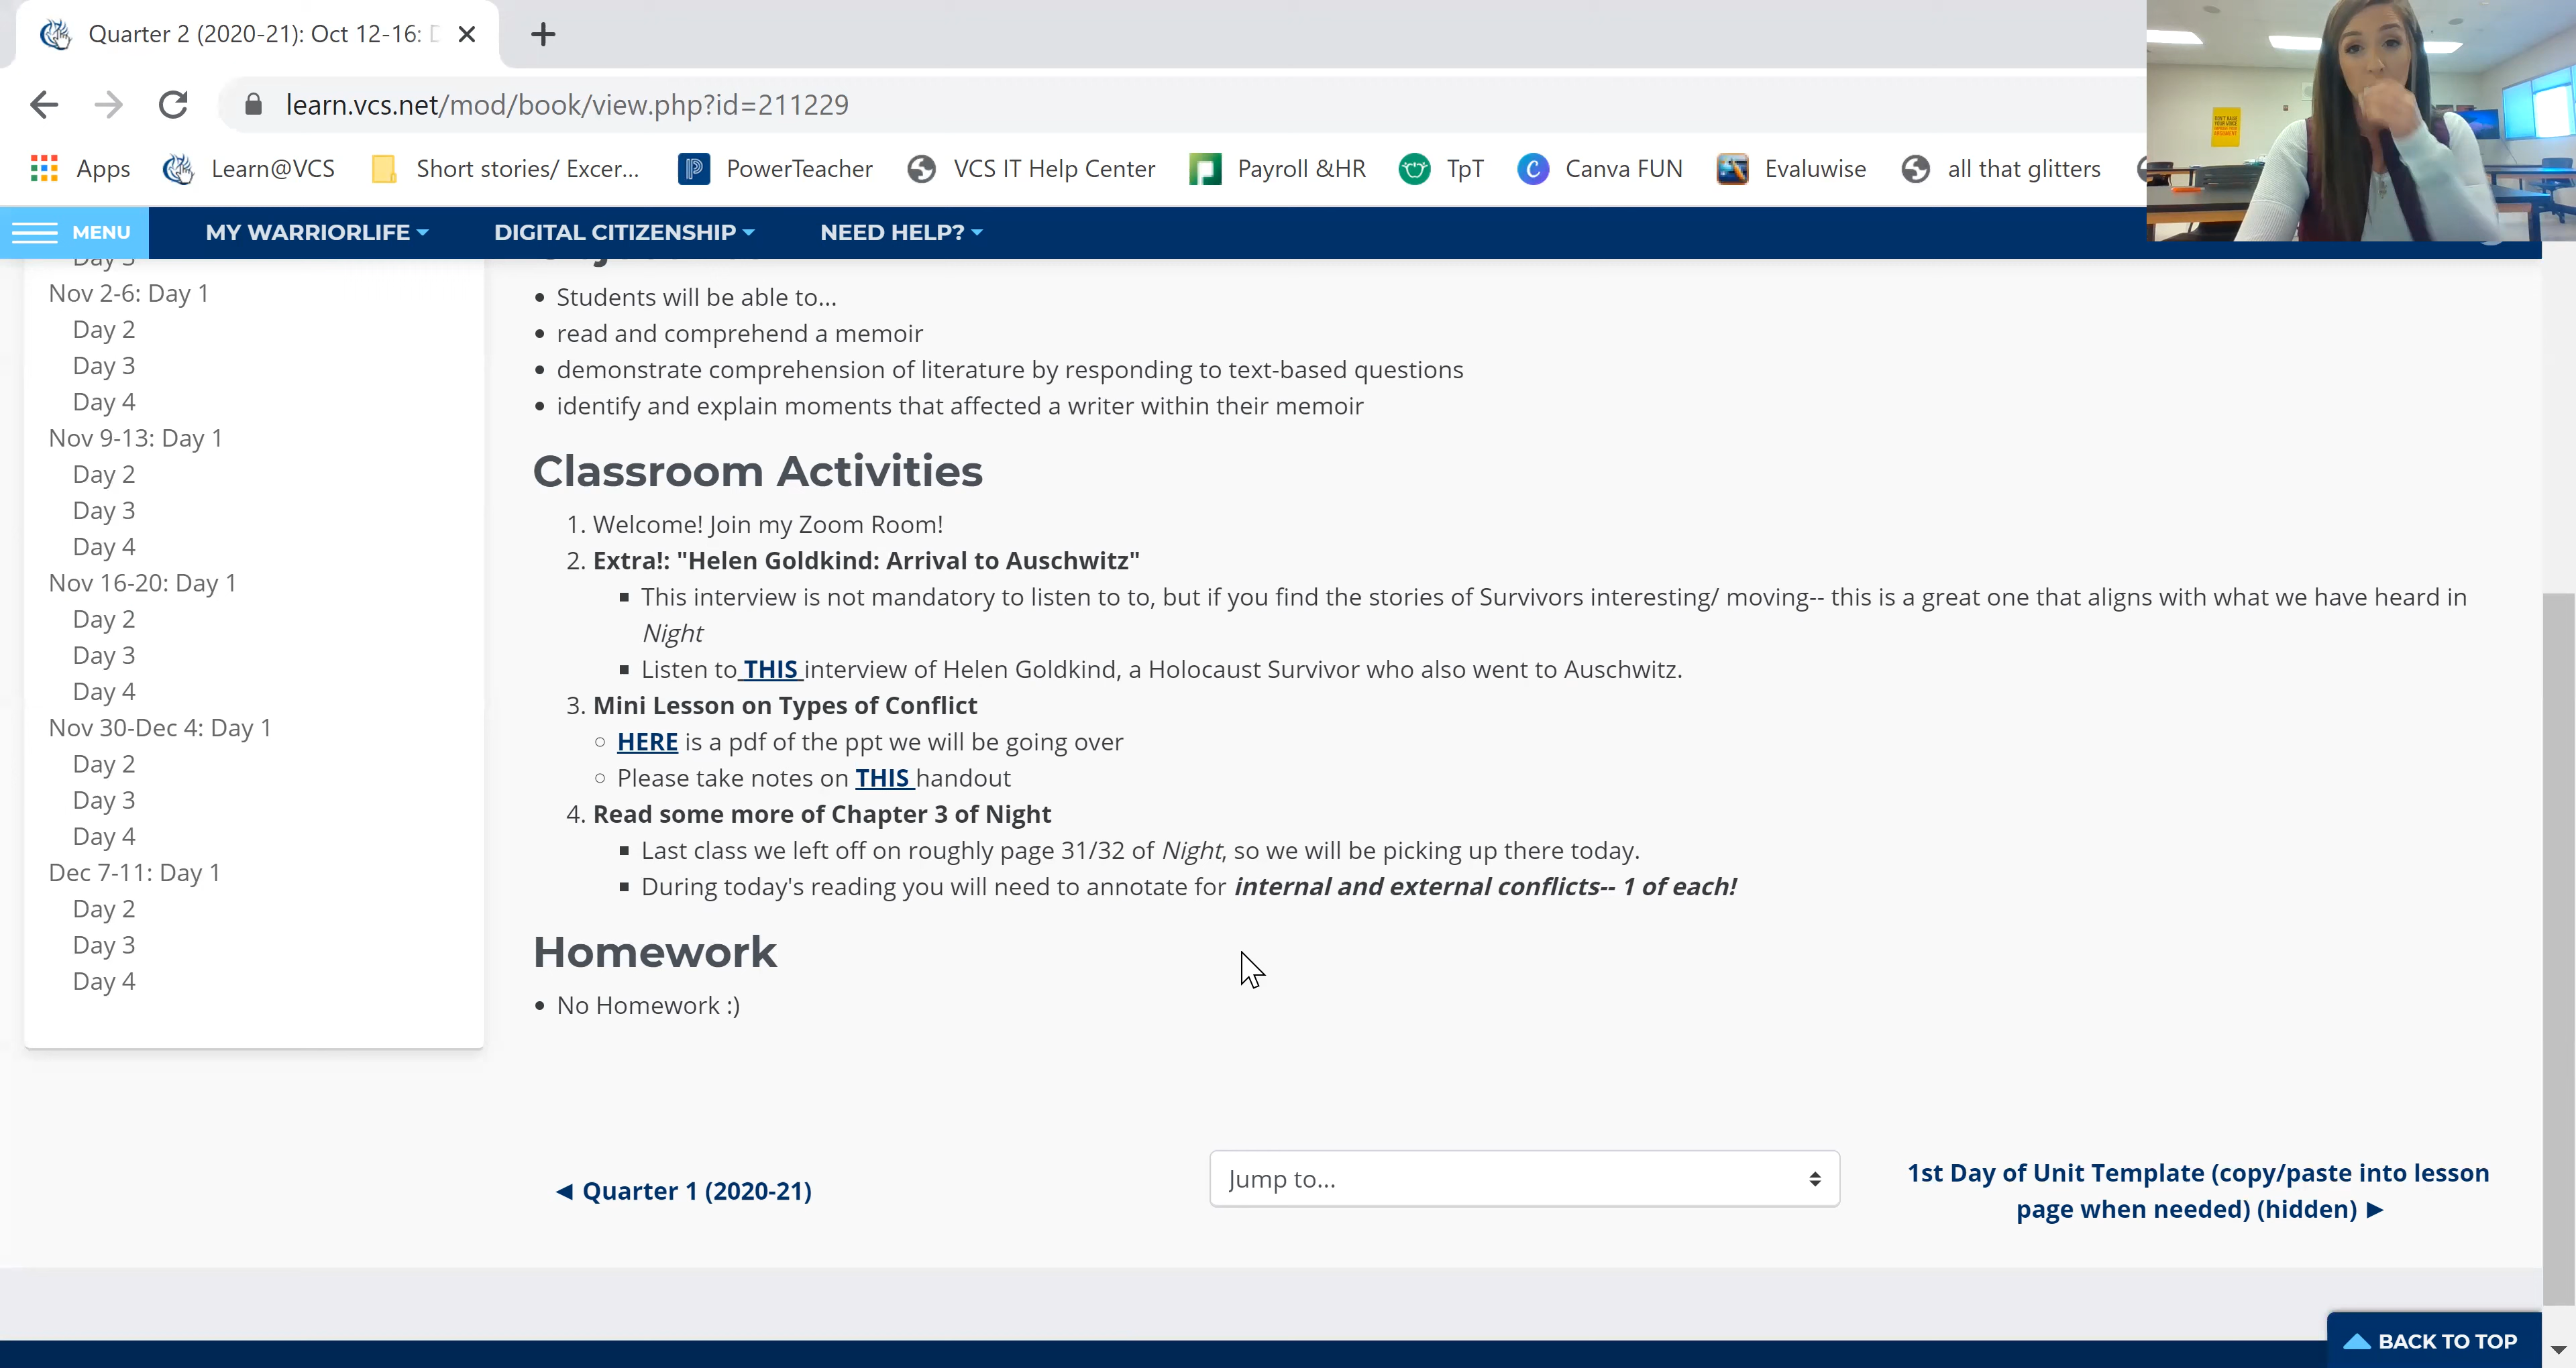 Quarter 2 (2020-21): Oct 12-16:
learn.vcs.net/mod/book/view.php?id=211229
Apps Learn@VCS Short stories/ Excer... PowerTeacher VCS IT Help Center Payroll &HR TpT Canva FUN Evaluwise all that glitters
MENU MY WARRIORLIFE DIGITAL CITIZENSHIP NEED HELP?
Day 3
Nov 2-6: Day 1
Day 2
Day 3
Day 4
Nov 9-13: Day 1
Day 2
Day 3
Day 4
Nov 16-20: Day 1
Day 2
Day 3
Day 4
Nov 30-Dec 4: Day 1
Day 2
Day 3
Day 4
Dec 7-11: Day 1
Day 2
Day 3
Day 4
• Students will be able to...
• read and comprehend a memoir
• demonstrate comprehension of literature by responding to text-based questions
• identify and explain moments that affected a writer within their memoir
Classroom Activities
1. Welcome! Join my Zoom Room!
2. Extra!: "Helen Goldkind: Arrival to Auschwitz"
▪ This interview is not mandatory to listen to to, but if you find the stories of Survivors interesting/ moving-- this is a great one that aligns with what we have heard in
Night
▪ Listen to THIS interview of Helen Goldkind, a Holocaust Survivor who also went to Auschwitz.
3. Mini Lesson on Types of Conflict
○ HERE is a pdf of the ppt we will be going over
○ Please take notes on THIS handout
4. Read some more of Chapter 3 of Night
▪ Last class we left off on roughly page 31/32 of Night, so we will be picking up there today.
▪ During today's reading you will need to annotate for internal and external conflicts-- 1 of each!
Homework
• No Homework :)
◄ Quarter 1 (2020-21)
Jump to...
1st Day of Unit Template (copy/paste into lesson
page when needed) (hidden) ►
BACK TO TOP